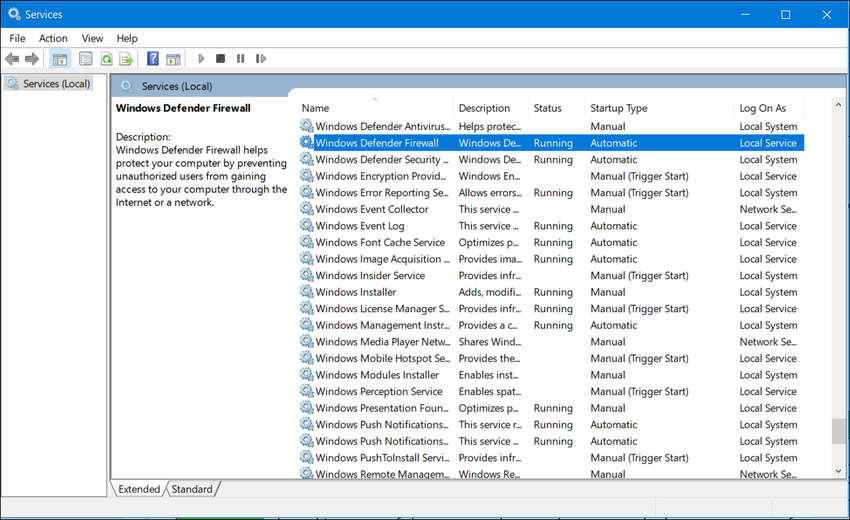 Services
File Action View Help
Services (Local)
Services (Local)
Windows Defender Firewall
Description:
Windows Defender Firewall helps
protect your computer by preventing
unauthorized users from gaining
access to your computer through the
Internet or a network.
Name Description Status Startup Type Log On As
Windows Defender Antivirus... Helps protec... Manual Local System
Windows Defender Firewall Windows De... Running Automatic Local Service
Windows Defender Security ... Windows De... Running Automatic Local System
Windows Encryption Provid... Windows En... Manual (Trigger Start) Local Service
Windows Error Reporting Se... Allows errors... Running Manual (Trigger Start) Local System
Windows Event Collector This service ... Manual Network Se...
Windows Event Log This service ... Running Automatic Local Service
Windows Font Cache Service Optimizes p... Running Automatic Local Service
Windows Image Acquisition ... Provides ima... Running Automatic Local Service
Windows Insider Service Provides infr... Manual (Trigger Start) Local System
Windows Installer Adds, modifi... Running Manual Local System
Windows License Manager S... Provides infr... Running Manual (Trigger Start) Local Service
Windows Management Instr... Provides a c... Running Automatic Local System
Windows Media Player Netw... Shares Wind... Manual Network Se...
Windows Mobile Hotspot Se... Provides the... Manual (Trigger Start) Local Service
Windows Modules Installer Enables inst... Manual Local System
Windows Perception Service Enables spat... Manual (Trigger Start) Local Service
Windows Presentation Foun... Optimizes p... Running Manual Local Service
Windows Push Notifications... This service r... Running Automatic Local System
Windows Push Notifications... This service ... Running Automatic Local System
Windows PushToInstall Servi... Provides infr... Manual (Trigger Start) Local System
Windows Remote Managem... Windows Re... Manual Network Se...
Extended Standard